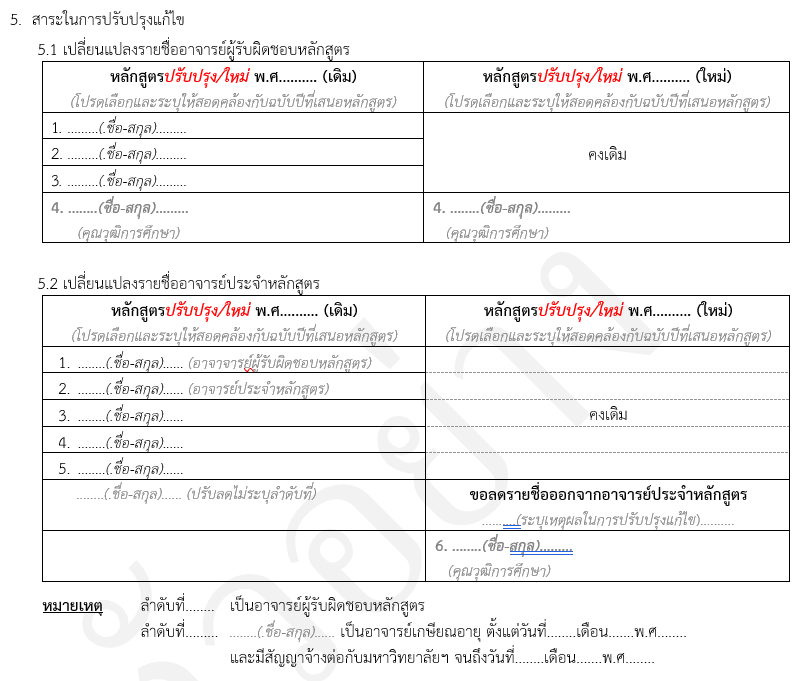 5. สาระในการปรับปรุงแก้ไข
5.1 เปลี่ยนแปลงรายชื่ออาจารย์ผู้รับผิดชอบหลักสูตร
หลักสูตรปรับปรุง/ใหม่ พ.ศ.......... (เดิม) หลักสูตรปรับปรุง/ใหม่ พ.ศ.......... (ใหม่)
(โปรดเลือกและระบุให้สอดคล้องกับฉบับปีที่เสนอหลักสูตร) (โปรดเลือกและระบุให้สอดคล้องกับฉบับปีที่เสนอหลักสูตร)
1. .........(.ชื่อ-สกุล).........
2. .........(.ชื่อ-สกุล)......... คงเดิม
3. .........(.ชื่อ-สกุล).........
4. ........(ชื่อ-สกุล)......... 4. ........(ชื่อ-สกุล).........
(คุณวุฒิการศึกษา) (คุณวุฒิการศึกษา)
5.2 เปลี่ยนแปลงรายชื่ออาจารย์ประจำหลักสูตร
หลักสูตรปรับปรุง/ใหม่ พ.ศ.......... (เดิม) หลักสูตรปรับปรุง/ใหม่ พ.ศ.......... (ใหม่)
(โปรดเลือกและระบุให้สอดคล้องกับฉบับปีที่เสนอหลักสูตร) (โปรดเลือกและระบุให้สอดคล้องกับฉบับปีที่เสนอหลักสูตร)
1. ........(.ชื่อ-สกุล)...... (อาจาจารย์ผู้รับผิดชอบหลักสูตร)
2. ........(.ชื่อ-สกุล)...... (อาจารย์ประจำหลักสูตร)
3. ........(.ชื่อ-สกุล)...... คงเดิม
4. ........(.ชื่อ-สกุล)......
5. ........(.ชื่อ-สกุล)......
........(.ชื่อ-สกุล)...... (ปรับลดไม่ระบุลำดับที่) ขอลดรายชื่อออกจากอาจารย์ประจำหลักสูตร
..........(ระบุเหตุผลในการปรับปรุงแก้ไข).........
6. ........(ชื่อ-สกุล).........
(คุณวุฒิการศึกษา)
หมายเหตุ ลำดับที่........ เป็นอาจารย์ผู้รับผิดชอบหลักสูตร
ลำดับที่......... ........(.ชื่อ-สกุล)...... เป็นอาจารย์เกษียณอายุ ตั้งแต่วันที่........เดือน.......พ.ศ........
และมีสัญญาจ้างต่อกับมหาวิทยาลัยฯ จนถึงวันที่........เดือน.......พ.ศ........
ตัวอย่าง